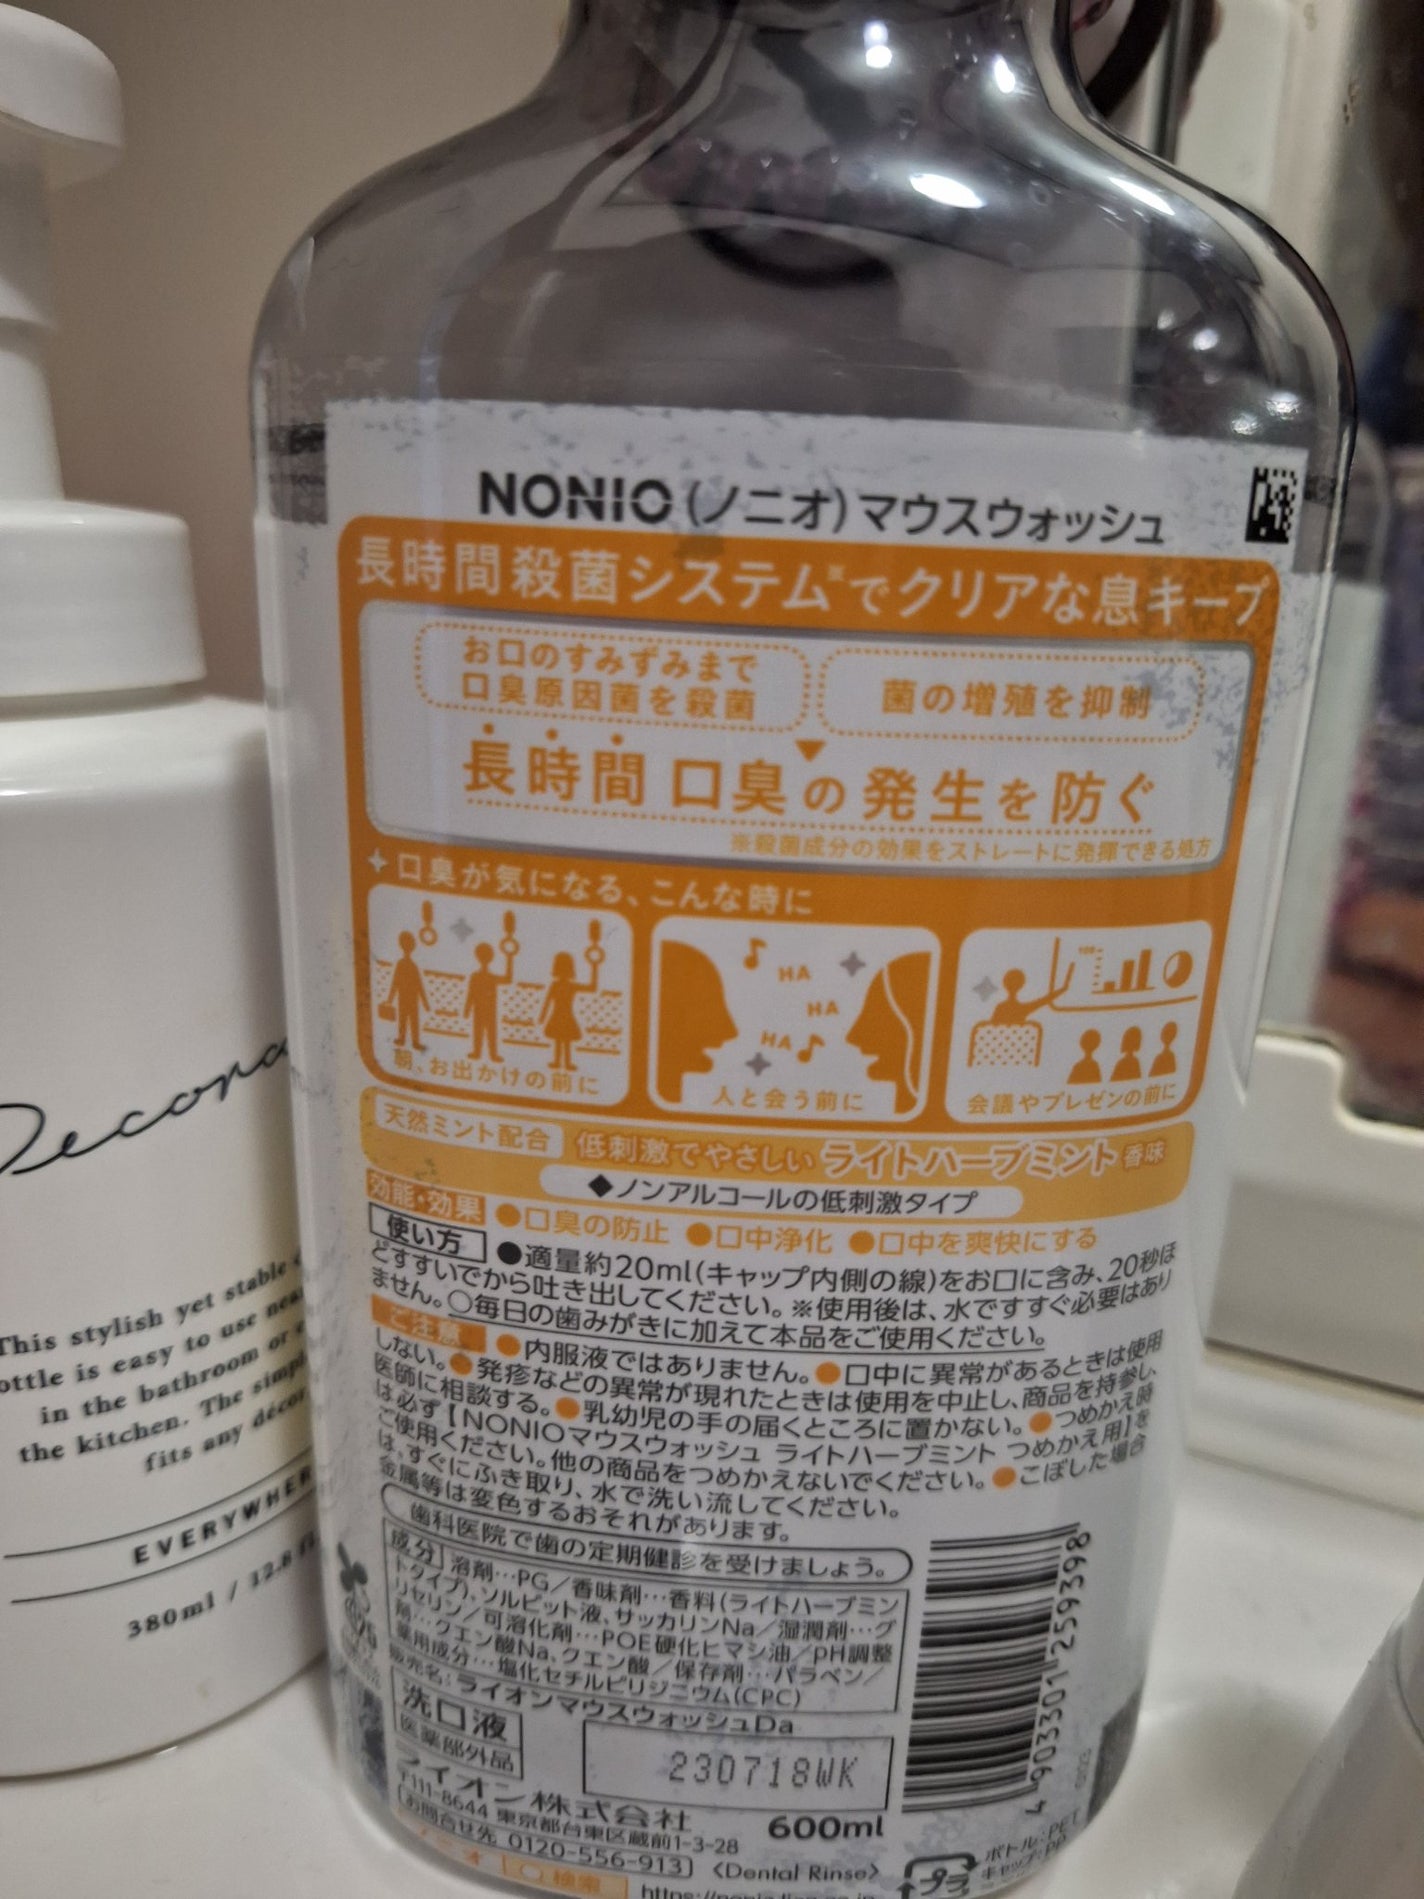 NONIO(ノニオ)マウスウォッシュ
長時間殺菌システム※でクリアな息キープ
お口のすみずみまで
口臭原因菌を殺菌
菌の増殖を抑制
長時間 口臭の発生を防ぐ
※殺菌成分の効果をストレートに発揮できる処方
口臭が気になる、こんな時に
朝、お出かけの前に
HA
HA
HA
人と会う前に
100
会議やプレゼンの前に
天然ミント配合 低刺激でやさしい ライトハーブミント 香味
◆ノンアルコールの低刺激タイプ
効能・効果 ●口臭の防止 ●口中浄化 ●口中を爽快にする
使い方 ●適量約20ml(キャップ内側の線)をお口に含み、20秒ほ
どすすいでから吐き出してください。※使用後は、水ですすぐ必要はあり
ません。○毎日の歯みがきに加えて本品をご使用ください。
ご注意 ●内服液ではありません。●口中に異常があるときは使用
しない。●発疹などの異常が現れたときは使用を中止し、商品を持参し、
医師に相談する。●乳幼児の手の届くところに置かない。●つめかえ時
は必ず【NONIOマウスウォッシュ ライトハーブミント つめかえ用】を
ご使用ください。他の商品をつめかえないでください。●こぼした場合
は、すぐにふき取り、水で洗い流してください。
金属等は変色するおそれがあります。
歯科医院で歯の定期健診を受けましょう。
成分 溶剤…PG/香味剤…香料(ライトハーブミン
トタイプ)、ソルビット液、サッカリンNa/湿潤剤…グ
リセリン/可溶化剤…POE硬化ヒマシ油/pH調整
剤…クエン酸Na、クエン酸/保存剤…パラベン/
薬用成分…塩化セチルピリジニウム(CPC)
販売名:ライオンマウスウォッシュDa
洗口液
医薬部外品
230718WK
4 903301 259398
ライオン株式会社
600ml
〒111-8644 東京都台東区蔵前1-3-28
お問合せ先 0120-556-913 〈Dental Rinse〉
検索
プラ
ボトル:PET
キャップ:PP
Decora
This stylish yet stable
bottle is easy to use
in the bathroom or
the kitchen. The
fits any décor
EVERYWHER
380ml / 12.8 fl